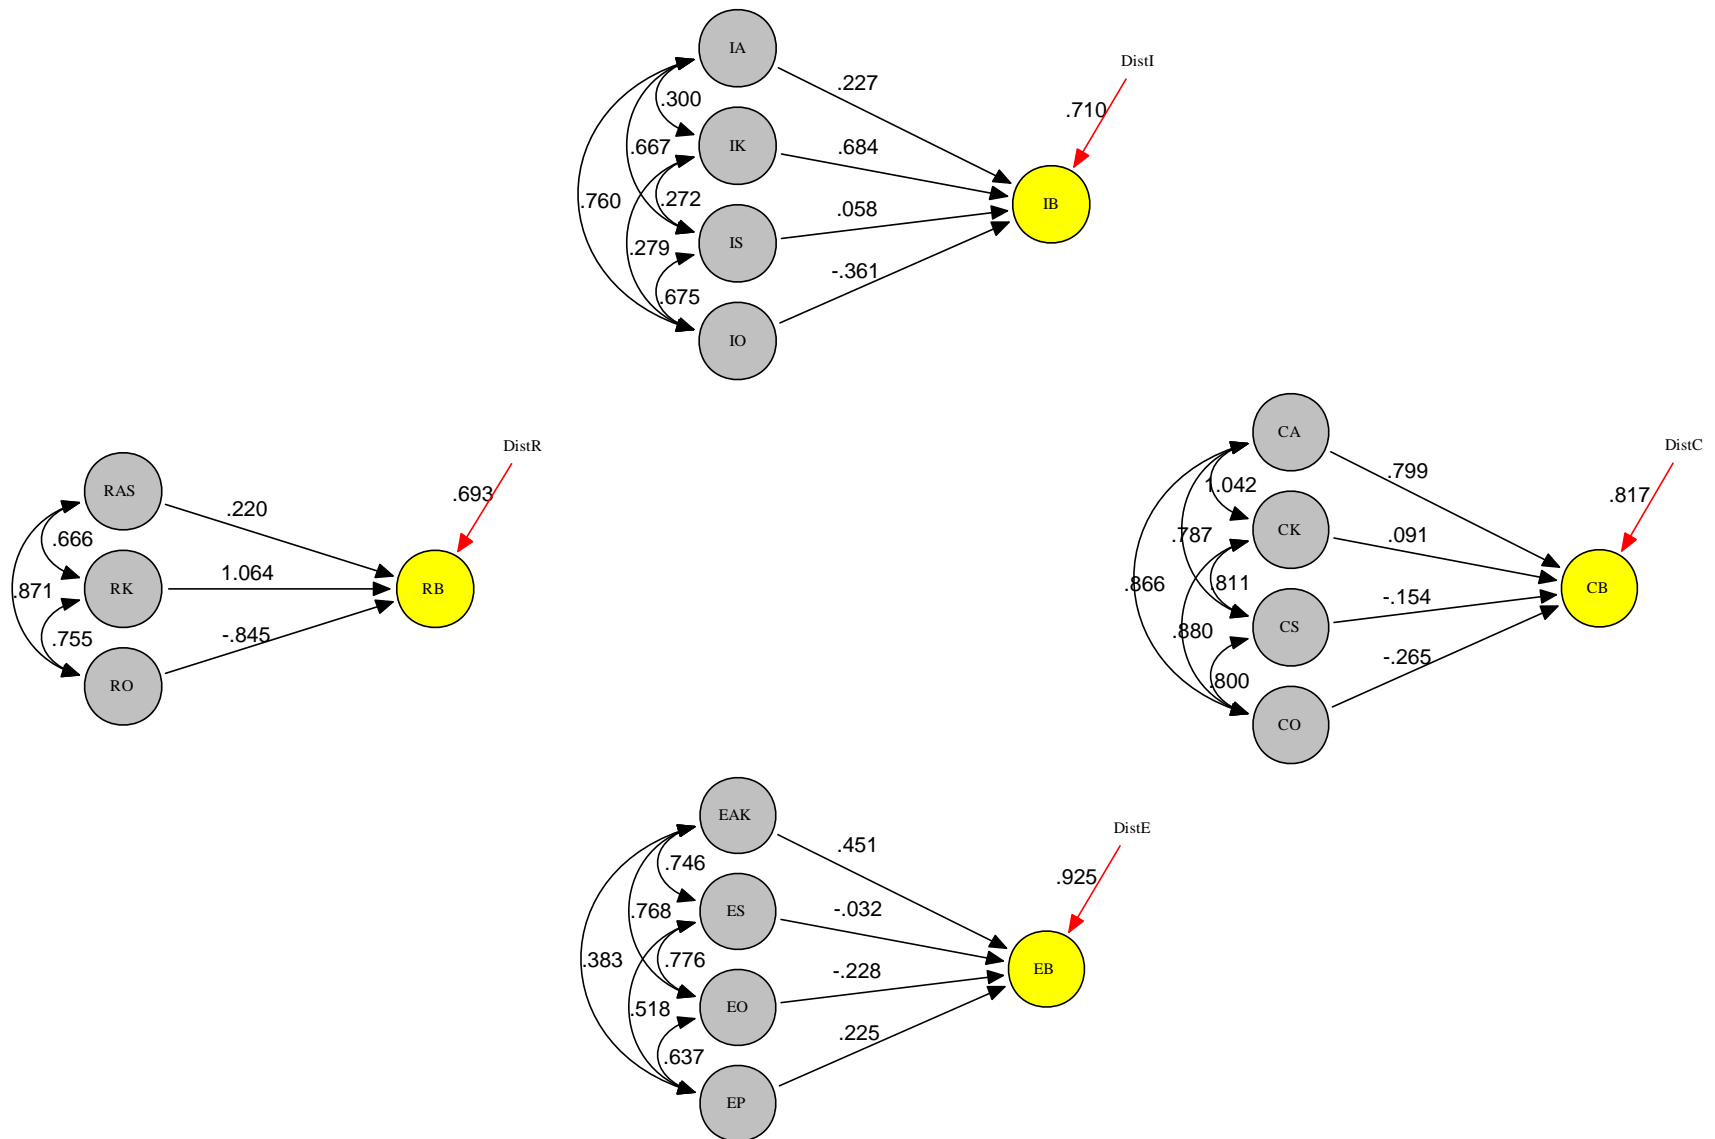 IA
DistI
.227
.710
.300
IK
.684
.667
.760
.272
.058
IB
IS
.279
-.361
.675
IO
CA
DistC
DistR
.799
1.042
.817
RAS
.693
.220
CK
.787
.091
.666
.866
.811
1.064
.871
RK
RB
-.154
CB
CS
.880
.755
-.845
-.265
.800
RO
CO
EAK
DistE
.451
.746
.925
ES
-.032
.768
.383
.776
-.228
EB
EO
.518
.225
.637
EP